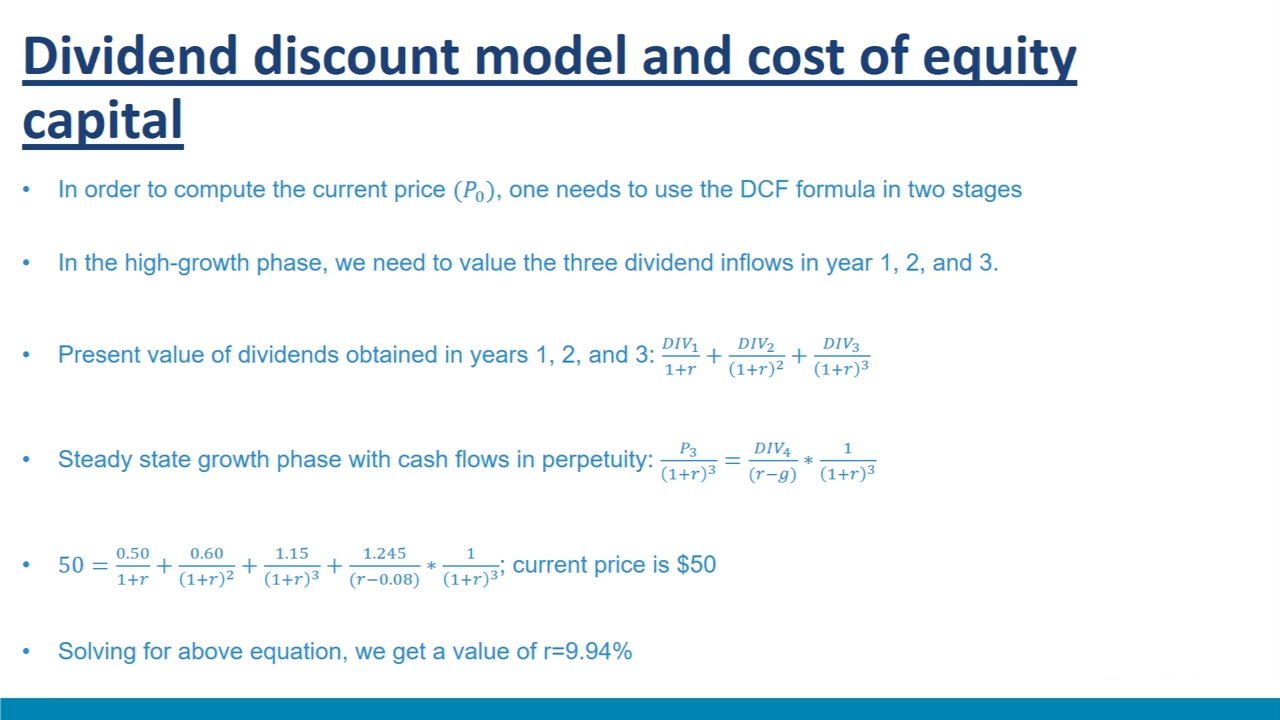 Dividend discount model and cost of equity
capital
• In order to compute the current price (P₀), one needs to use the DCF formula in two stages
• In the high-growth phase, we need to value the three dividend inflows in year 1, 2, and 3.
• Present value of dividends obtained in years 1, 2, and 3: DIV₁/(1+r) + DIV₂/(1+r)² + DIV₃/(1+r)³
• Steady state growth phase with cash flows in perpetuity: P₃/(1+r)³ = DIV₄/(r−g) * 1/(1+r)³
• 50 = 0.50/(1+r) + 0.60/(1+r)² + 1.15/(1+r)³ + 1.245/(r−0.08) * 1/(1+r)³; current price is $50
• Solving for above equation, we get a value of r=9.94%